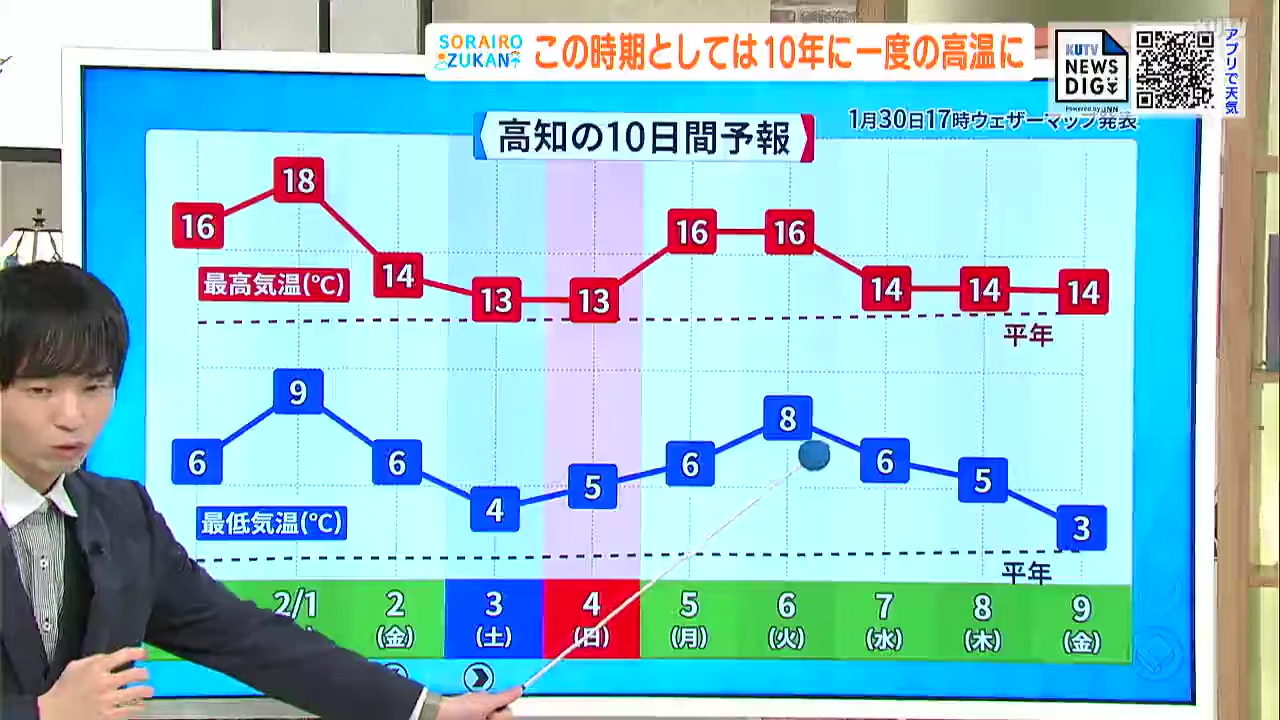 SORAIRO
ZUKAN
この時期としては10年に一度の高温に
KUTV
NEWS
DIG
Powered by JNN
アプリで天気
1月30日17時ウェザーマップ発表
高知の10日間予報
16 18 14 13 13 16 16 14 14 14
最高気温(℃)
平年
6 9 6 4 5 6 8 6 5 3
最低気温(℃)
平年
2/1 2 3 4 5 6 7 8 9
(金) (土) (日) (月) (火) (水) (木) (金)